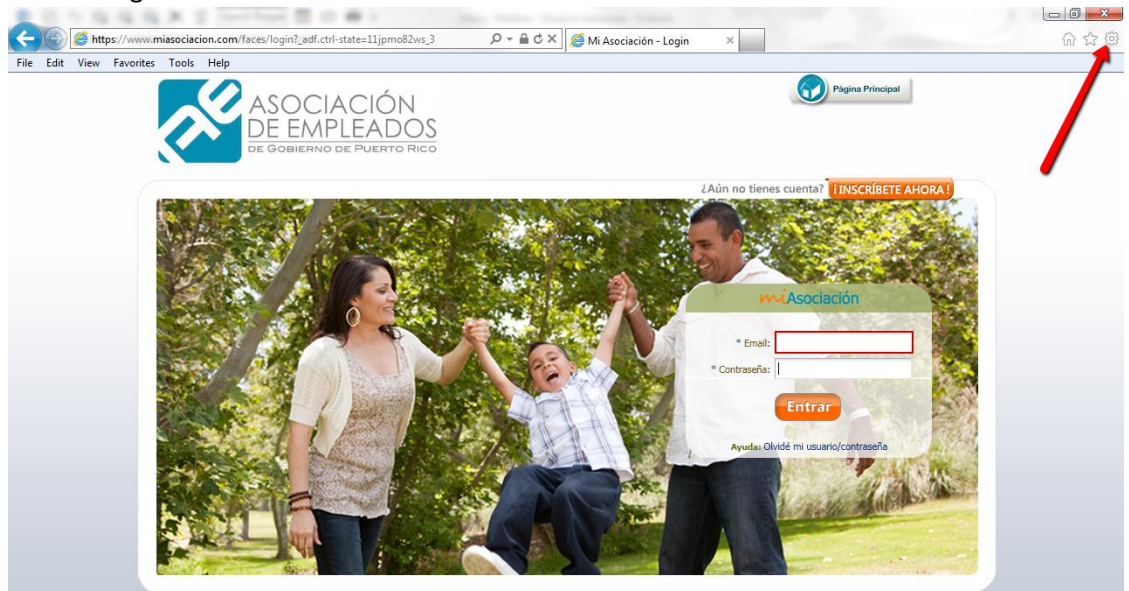 https://www.miasociacion.com/faces/login?_adf.ctrl-state=11jpmo82ws_3
Mi Asociación - Login
File Edit View Favorites Tools Help
ASOCIACIÓN
DE EMPLEADOS
DE GOBIERNO DE PUERTO RICO
Página Principal
¿Aún no tienes cuenta? ¡INSCRÍBETE AHORA!
miAsociación
* Email:
* Contraseña:
Entrar
Ayuda: Olvidé mi usuario/contraseña